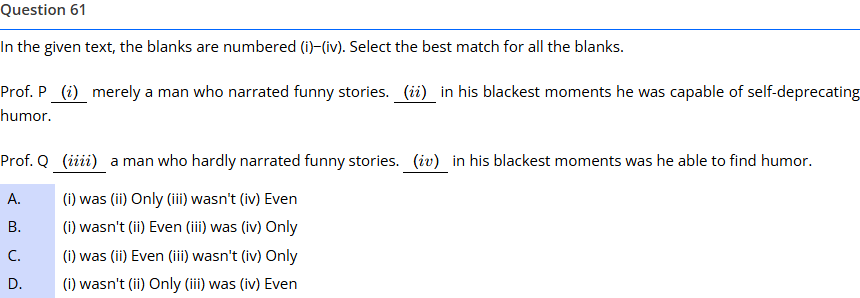 Question 61
In the given text, the blanks are numbered (i)−(iv). Select the best match for all the blanks.
Prof. P (i) merely a man who narrated funny stories. (ii) in his blackest moments he was capable of self-deprecating
humor.
Prof. Q (iiii) a man who hardly narrated funny stories. (iv) in his blackest moments was he able to find humor.
A. (i) was (ii) Only (iii) wasn't (iv) Even
B. (i) wasn't (ii) Even (iii) was (iv) Only
C. (i) was (ii) Even (iii) wasn't (iv) Only
D. (i) wasn't (ii) Only (iii) was (iv) Even